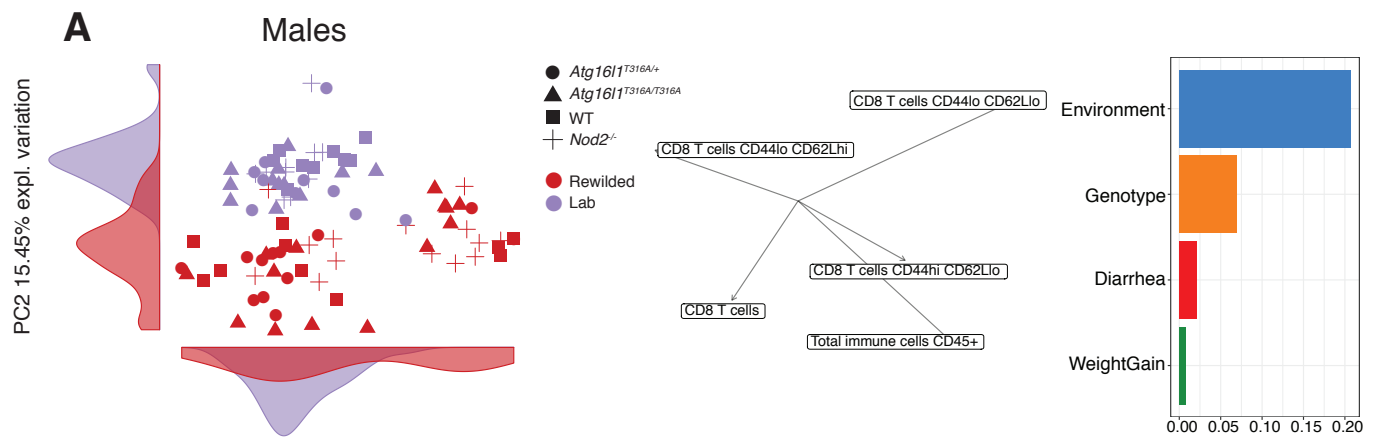 A
Males
PC2 15.45% expl. variation
Atg16l1T316A/+
Atg16l1T316A/T316A
WT
Nod2-/-
Rewilded
Lab
CD8 T cells CD44lo CD62Llo
CD8 T cells CD44lo CD62Lhi
CD8 T cells CD44hi CD62Llo
CD8 T cells
Total immune cells CD45+
Environment
Genotype
Diarrhea
WeightGain
0.00 0.05 0.10 0.15 0.20